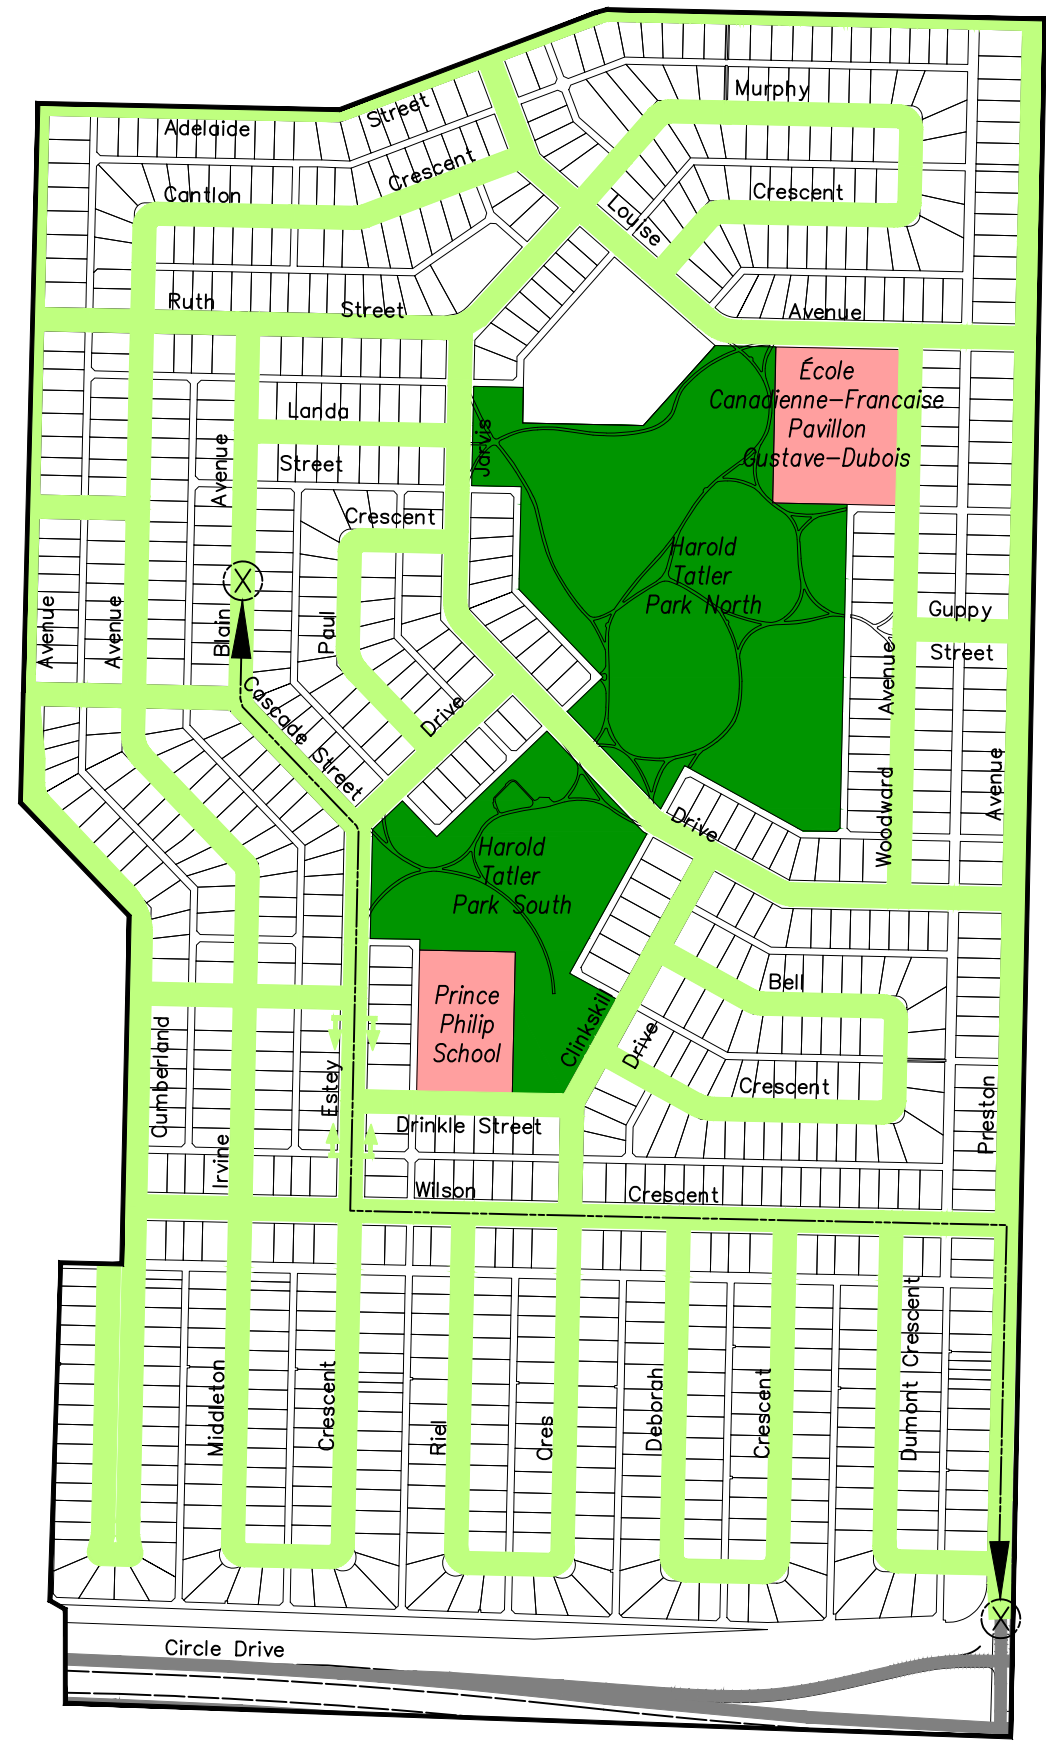 Murphy
Street
Adelaide
Crescent
Cantlon
Crescent
Louise
Ruth
Street
Avenue
École
Canadienne-Francaise
Pavillon
Gustave-Dubois
Landa
Street
Jarvis
Avenue
Crescent
Harold
Tatler
Park North
Guppy
Street
Avenue
Avenue
Blain
Paul
Avenue
Cascade Street
Drive
Woodward
Avenue
Drive
Harold
Tatler
Park South
Bell
Prince
Philip
School
Clinkskil
Drive
Crescent
Cumberland
Estey
Drinkle Street
Preston
Irvine
Wilson
Crescent
Middleton
Crescent
Riel
Cres
Deborah
Crescent
Dumont Crescent
Circle Drive